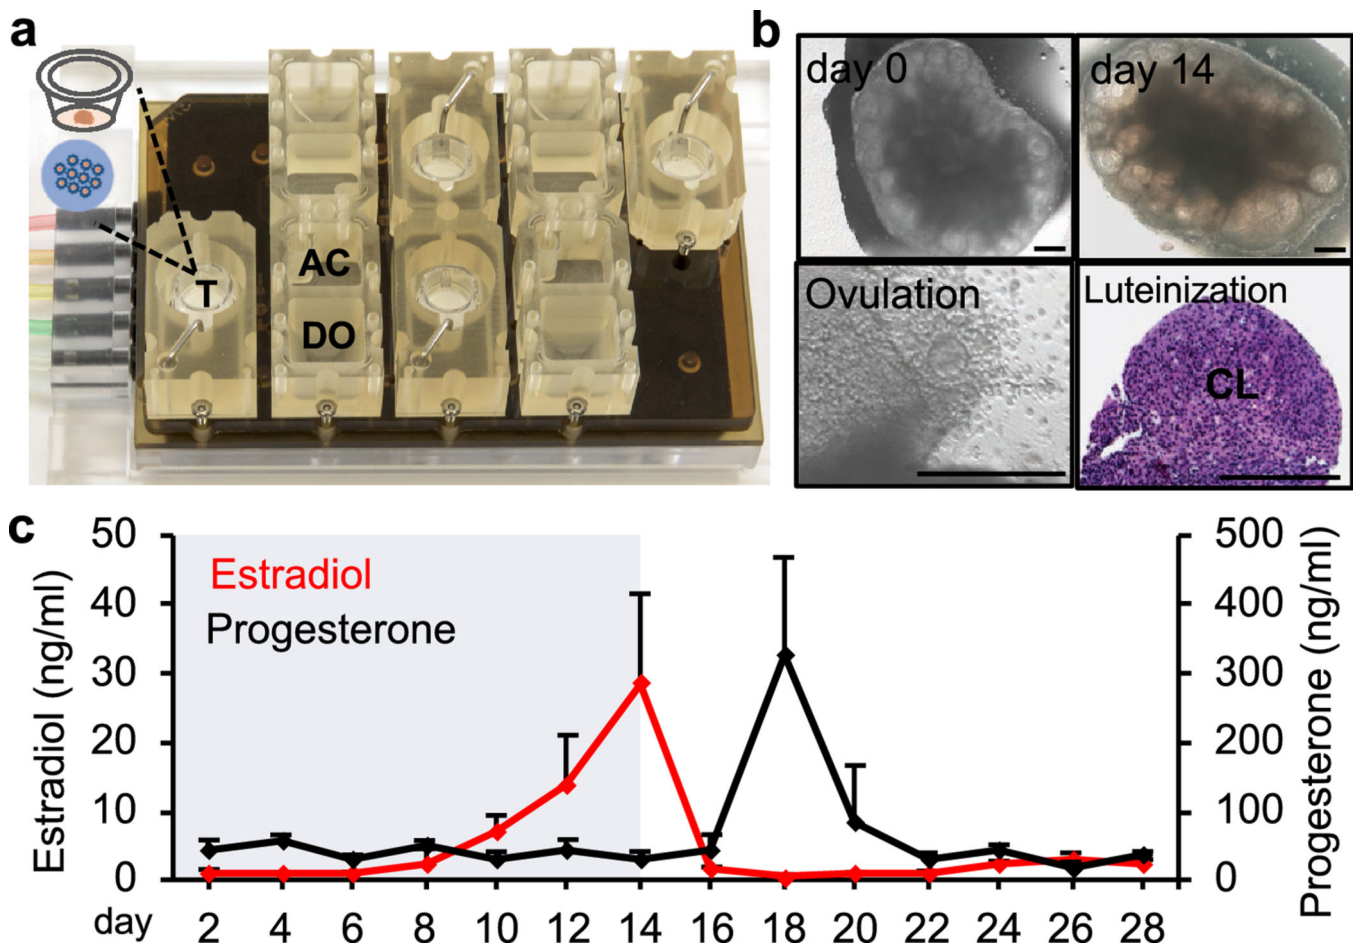 a
T
AC
DO
b
day 0
day 14
Ovulation
Luteinization
CL
c
Estradiol (ng/ml)
50
40
30
20
10
0
Estradiol
Progesterone
500
400
300
200
100
0
Progesterone (ng/ml)
day
2 4 6 8 10 12 14 16 18 20 22 24 26 28